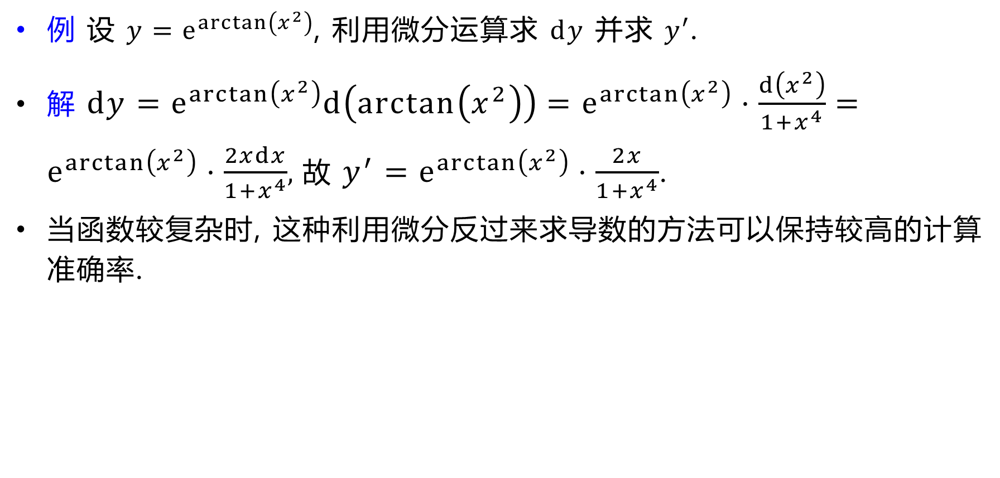 • 例 设 $y = \mathrm{e}^{\arctan(x^2)}$, 利用微分运算求 $\mathrm{d}y$ 并求 $y'$.
• 解 $\mathrm{d}y = \mathrm{e}^{\arctan(x^2)}\mathrm{d}(\arctan(x^2)) = \mathrm{e}^{\arctan(x^2)} \cdot \frac{\mathrm{d}(x^2)}{1+x^4} =$
$\mathrm{e}^{\arctan(x^2)} \cdot \frac{2x\mathrm{d}x}{1+x^4}$, 故 $y' = \mathrm{e}^{\arctan(x^2)} \cdot \frac{2x}{1+x^4}$.
• 当函数较复杂时, 这种利用微分反过来求导数的方法可以保持较高的计算
准确率.